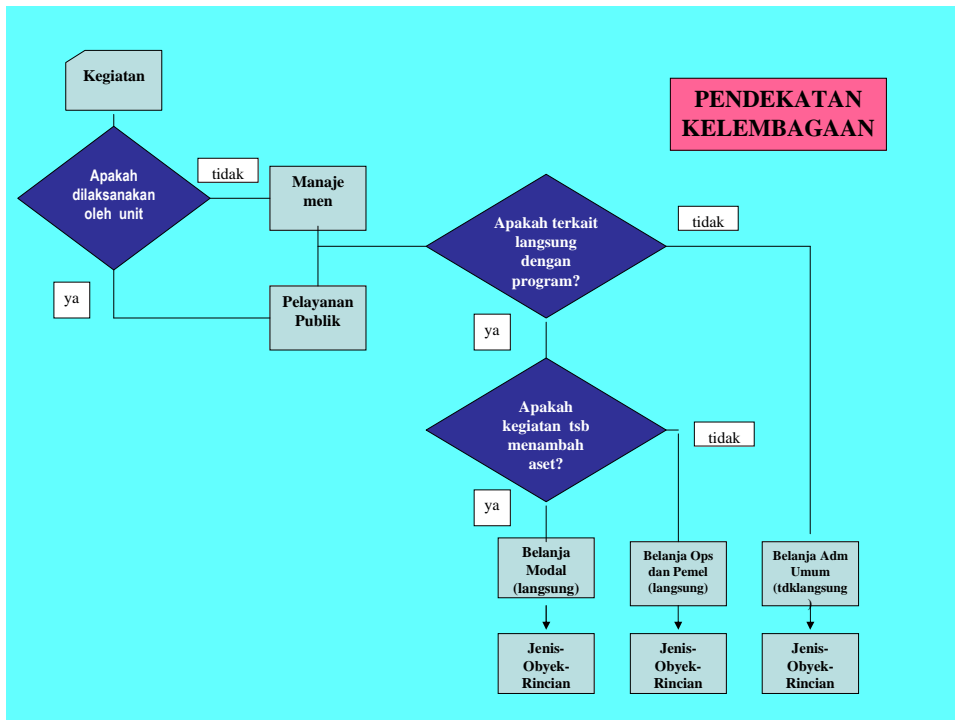 Kegiatan
PENDEKATAN
KELEMBAGAAN
Apakah
dilaksanakan
oleh unit
tidak
Manaje
men
ya
Pelayanan
Publik
Apakah terkait
langsung
dengan
program?
tidak
ya
Apakah
kegiatan tsb
menambah
aset?
tidak
ya
Belanja
Modal
(langsung)
Belanja Ops
dan Pemel
(langsung)
Belanja Adm
Umum
(tdklangsung
)
Jenis-
Obyek-
Rincian
Jenis-
Obyek-
Rincian
Jenis-
Obyek-
Rincian